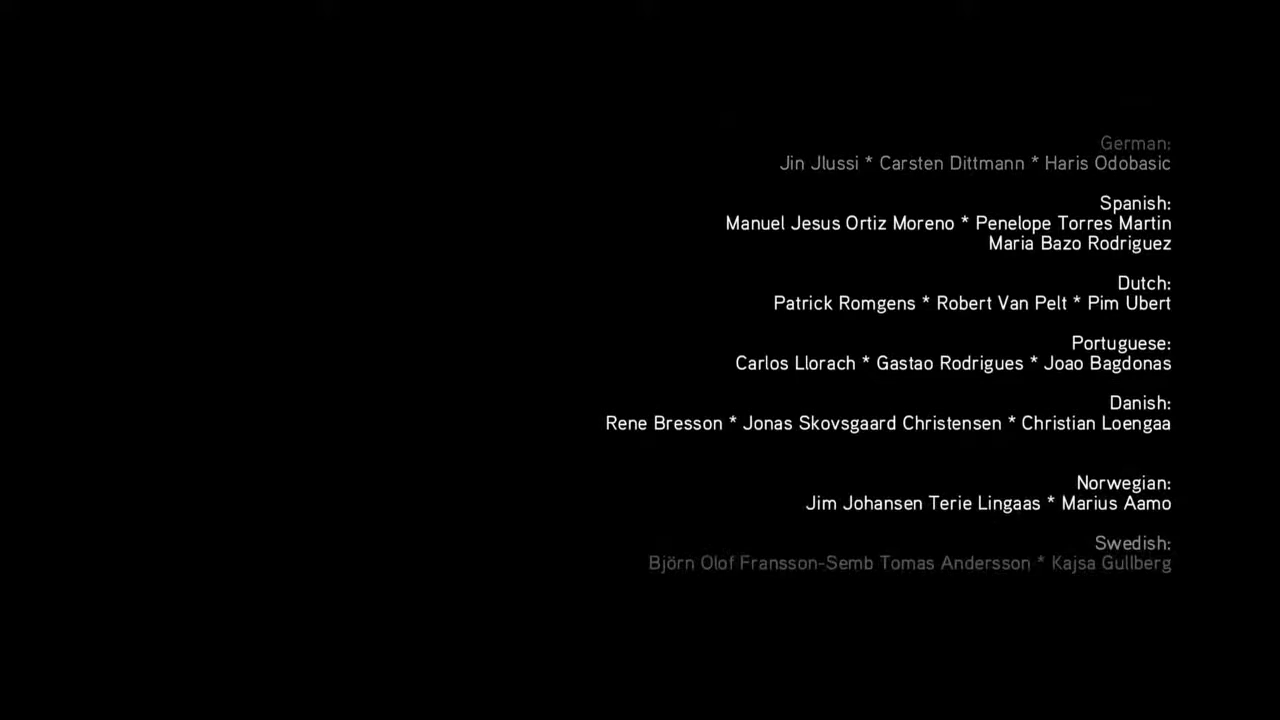 German:
Jin Jlussi * Carsten Dittmann * Haris Odobasic
Spanish:
Manuel Jesus Ortiz Moreno * Penelope Torres Martin
Maria Bazo Rodriguez
Dutch:
Patrick Romgens * Robert Van Pelt * Pim Ubert
Portuguese:
Carlos Llorach * Gastao Rodrigues * Joao Bagdonas
Danish:
Rene Bresson * Jonas Skovsgaard Christensen * Christian Loengaa
Norwegian:
Jim Johansen Terie Lingaas * Marius Aamo
Swedish:
Björn Olof Fransson-Semb Tomas Andersson * Kajsa Gullberg